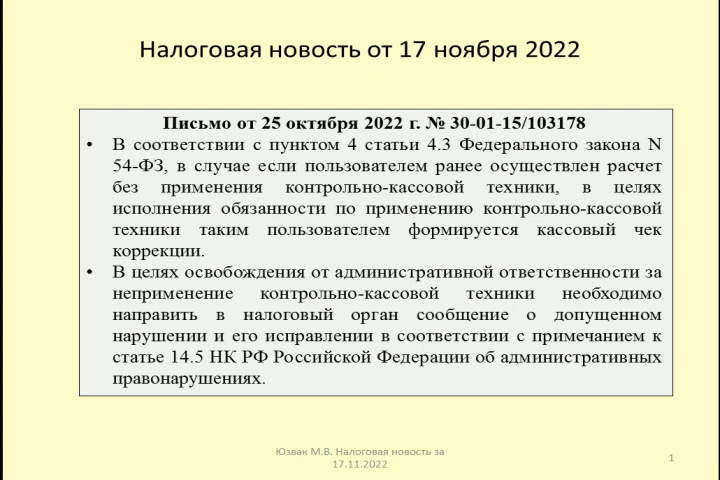 Налоговая новость от 17 ноября 2022
Письмо от 25 октября 2022 г. № 30-01-15/103178
• В соответствии с пунктом 4 статьи 4.3 Федерального закона N
54-ФЗ, в случае если пользователем ранее осуществлен расчет
без применения контрольно-кассовой техники, в целях
исполнения обязанности по применению контрольно-кассовой
техники таким пользователем формируется кассовый чек
коррекции.
• В целях освобождения от административной ответственности за
неприменение контрольно-кассовой техники необходимо
направить в налоговый орган сообщение о допущенном
нарушении и его исправлении в соответствии с примечанием к
статье 14.5 НК РФ Российской Федерации об административных
правонарушениях.
Юзвак М.В. Налоговая новость за
17.11.2022
1